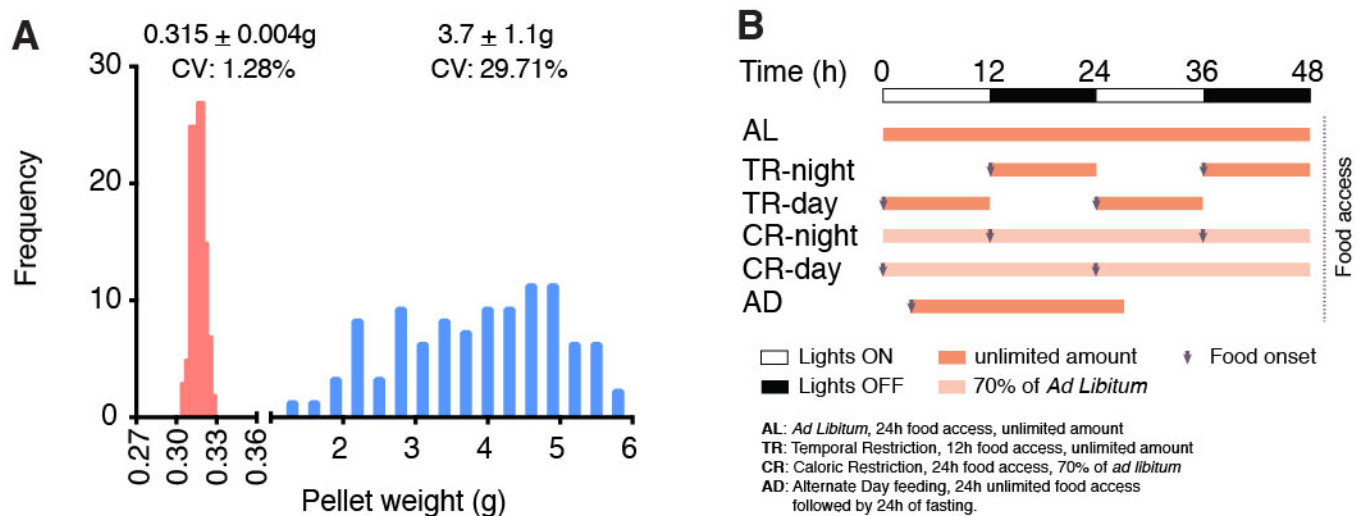 A
0.315 ± 0.004g
CV: 1.28%
3.7 ± 1.1g
CV: 29.71%
Frequency
30
20
10
0
0.27
0.30
0.33
0.36
2
3
4
5
6
Pellet weight (g)
B
Time (h)
0
12
24
36
48
AL
TR-night
TR-day
CR-night
CR-day
AD
Food access
Lights ON
unlimited amount
Food onset
Lights OFF
70% of Ad Libitum
AL: Ad Libitum, 24h food access, unlimited amount
TR: Temporal Restriction, 12h food access, unlimited amount
CR: Caloric Restriction, 24h food access, 70% of ad libitum
AD: Alternate Day feeding, 24h unlimited food access
followed by 24h of fasting.